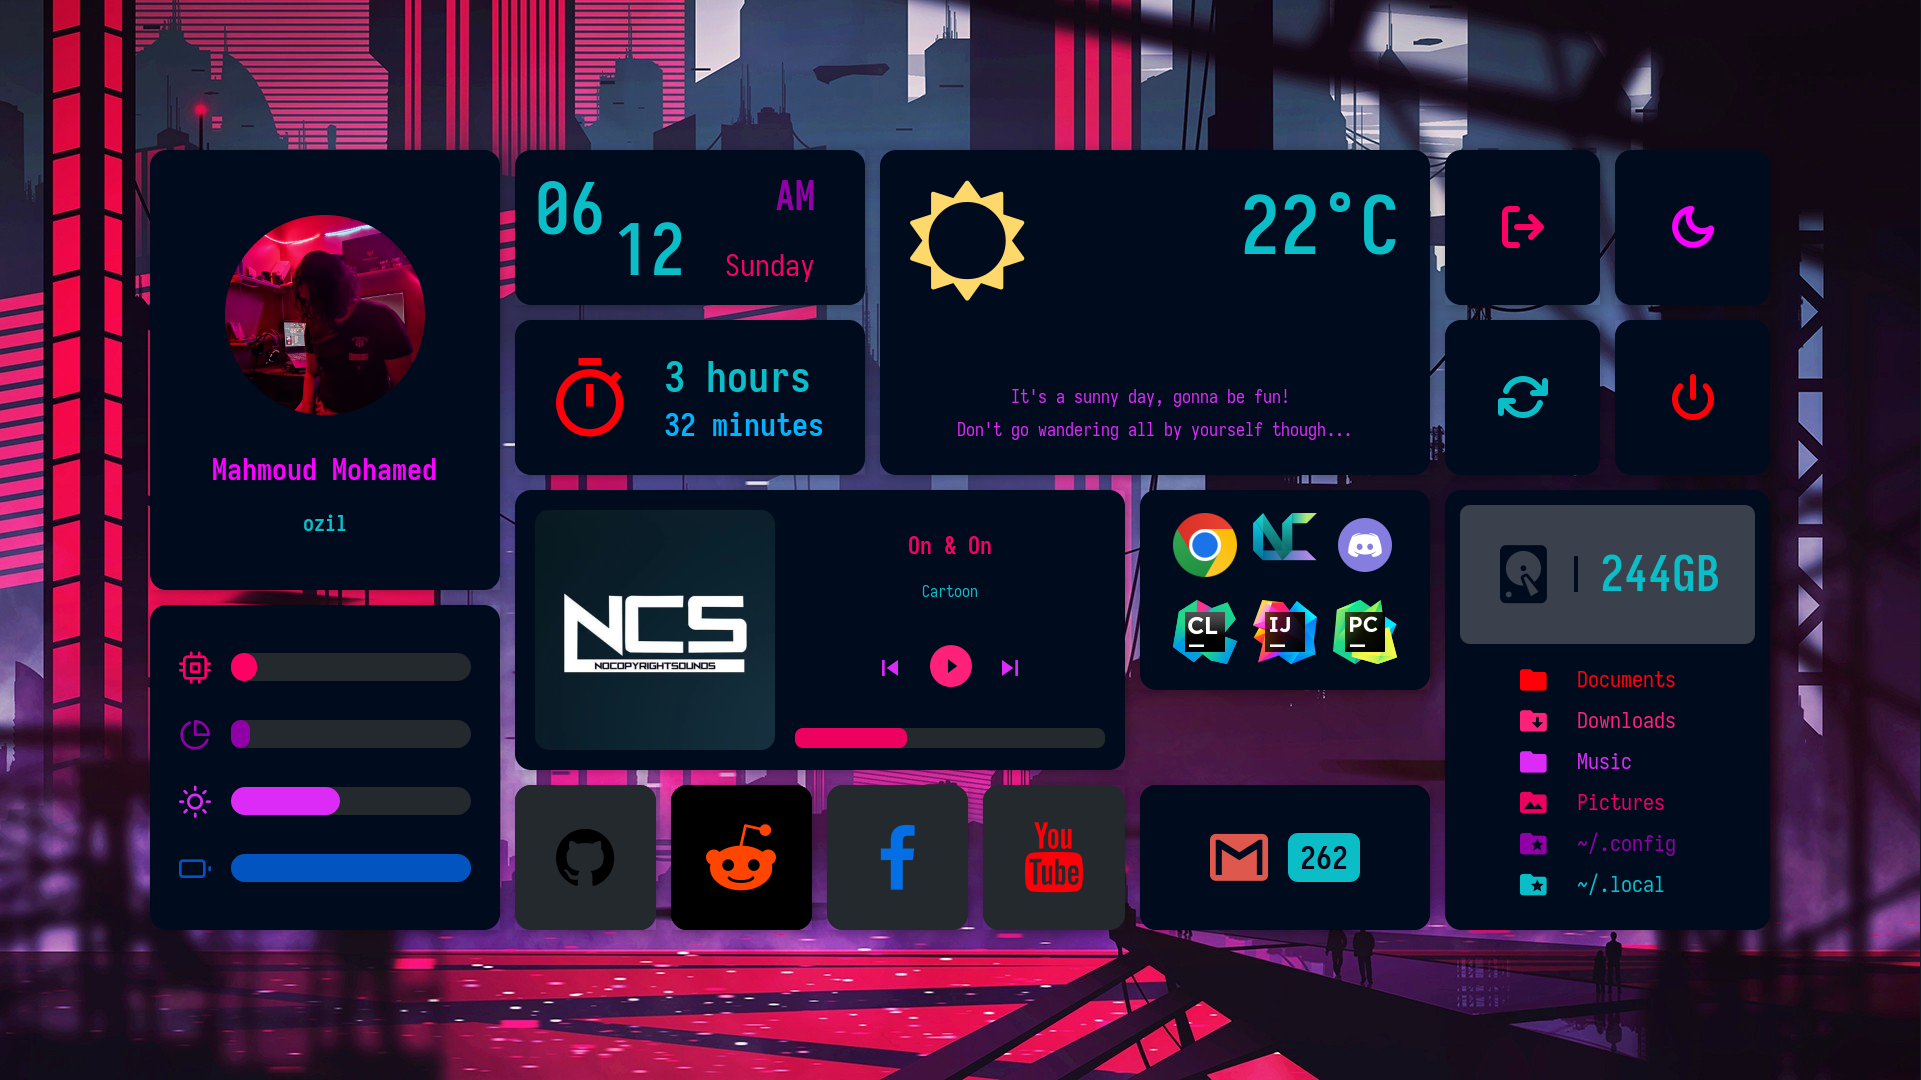 Mahmoud Mohamed
ozil
06
12
AM
Sunday
3 hours
32 minutes
22°C
It's a sunny day, gonna be fun!
Don't go wandering all by yourself though...
NCS
NOCOPYRIGHTSOUNDS
On & On
Cartoon
CL
IJ
PC
244GB
Documents
Downloads
Music
Pictures
~/.config
~/.local
You
Tube
262